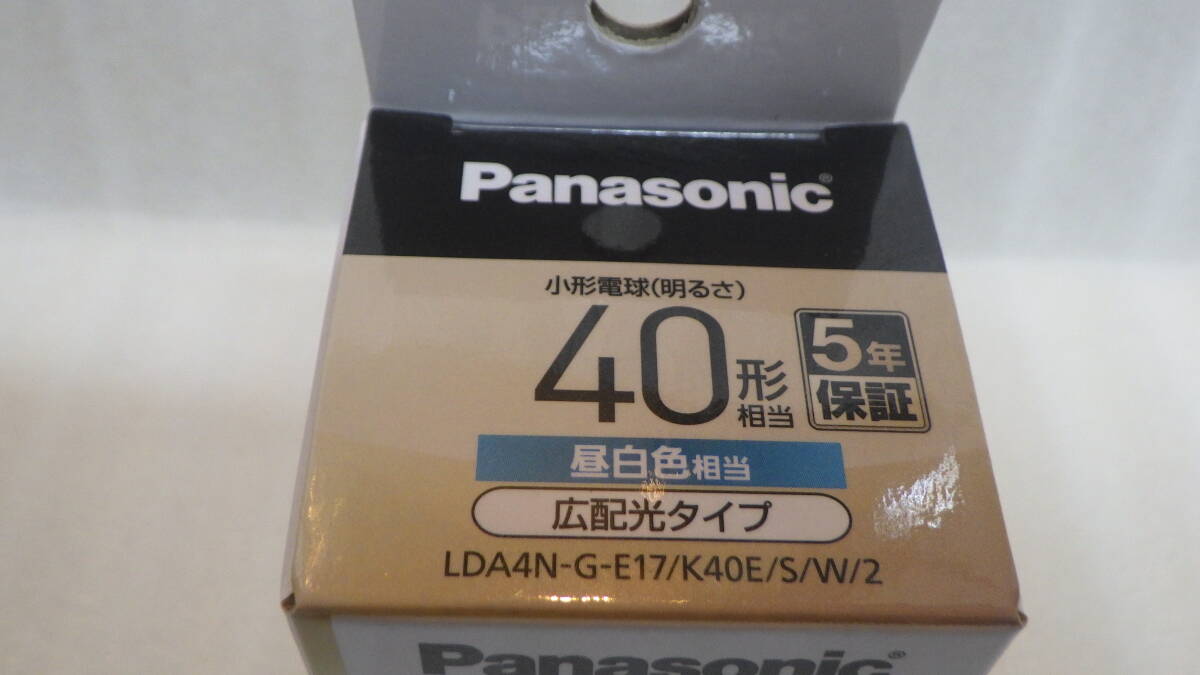 Panasonic®
小形電球(明るさ)
40形相当
5年保証
昼白色相当
広配光タイプ
LDA4N-G-E17/K40E/S/W/2
Panasonic®